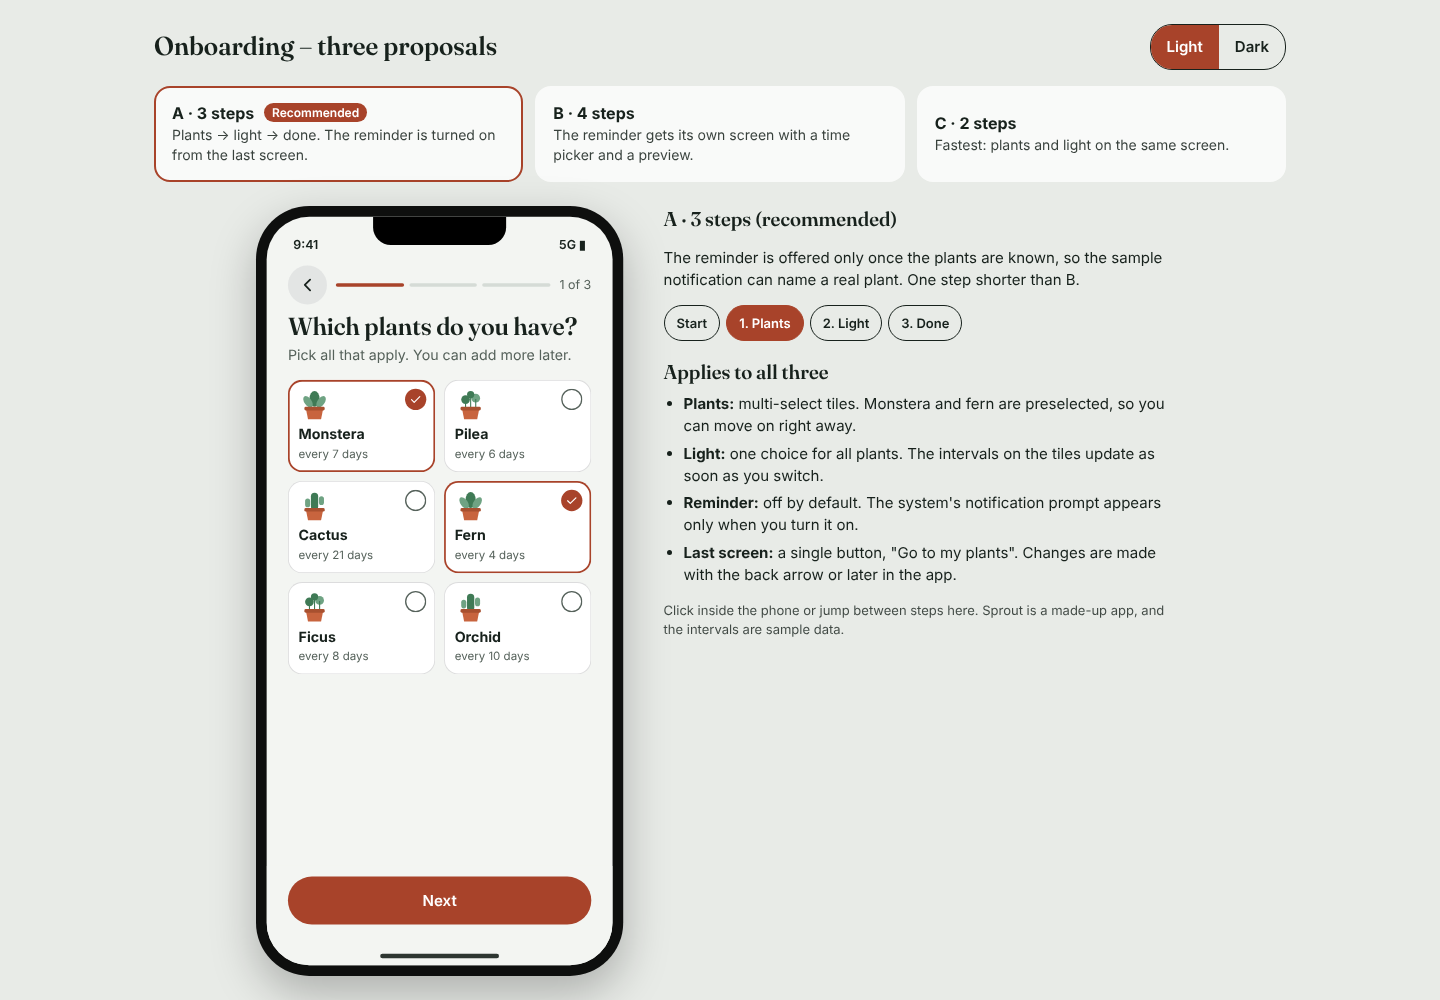 Onboarding – three proposals
Light
Dark
A · 3 steps
Recommended
Plants → light → done. The reminder is turned on
from the last screen.
B · 4 steps
The reminder gets its own screen with a time
picker and a preview.
C · 2 steps
Fastest: plants and light on the same screen.
9:41
5G
1 of 3
Which plants do you have?
Pick all that apply. You can add more later.
Monstera
every 7 days
Pilea
every 6 days
Cactus
every 21 days
Fern
every 4 days
Ficus
every 8 days
Orchid
every 10 days
Next
A · 3 steps (recommended)
The reminder is offered only once the plants are known, so the sample
notification can name a real plant. One step shorter than B.
Start
1. Plants
2. Light
3. Done
Applies to all three
• Plants: multi-select tiles. Monstera and fern are preselected, so you
can move on right away.
• Light: one choice for all plants. The intervals on the tiles update as
soon as you switch.
• Reminder: off by default. The system's notification prompt appears
only when you turn it on.
• Last screen: a single button, "Go to my plants". Changes are made
with the back arrow or later in the app.
Click inside the phone or jump between steps here. Sprout is a made-up app, and
the intervals are sample data.